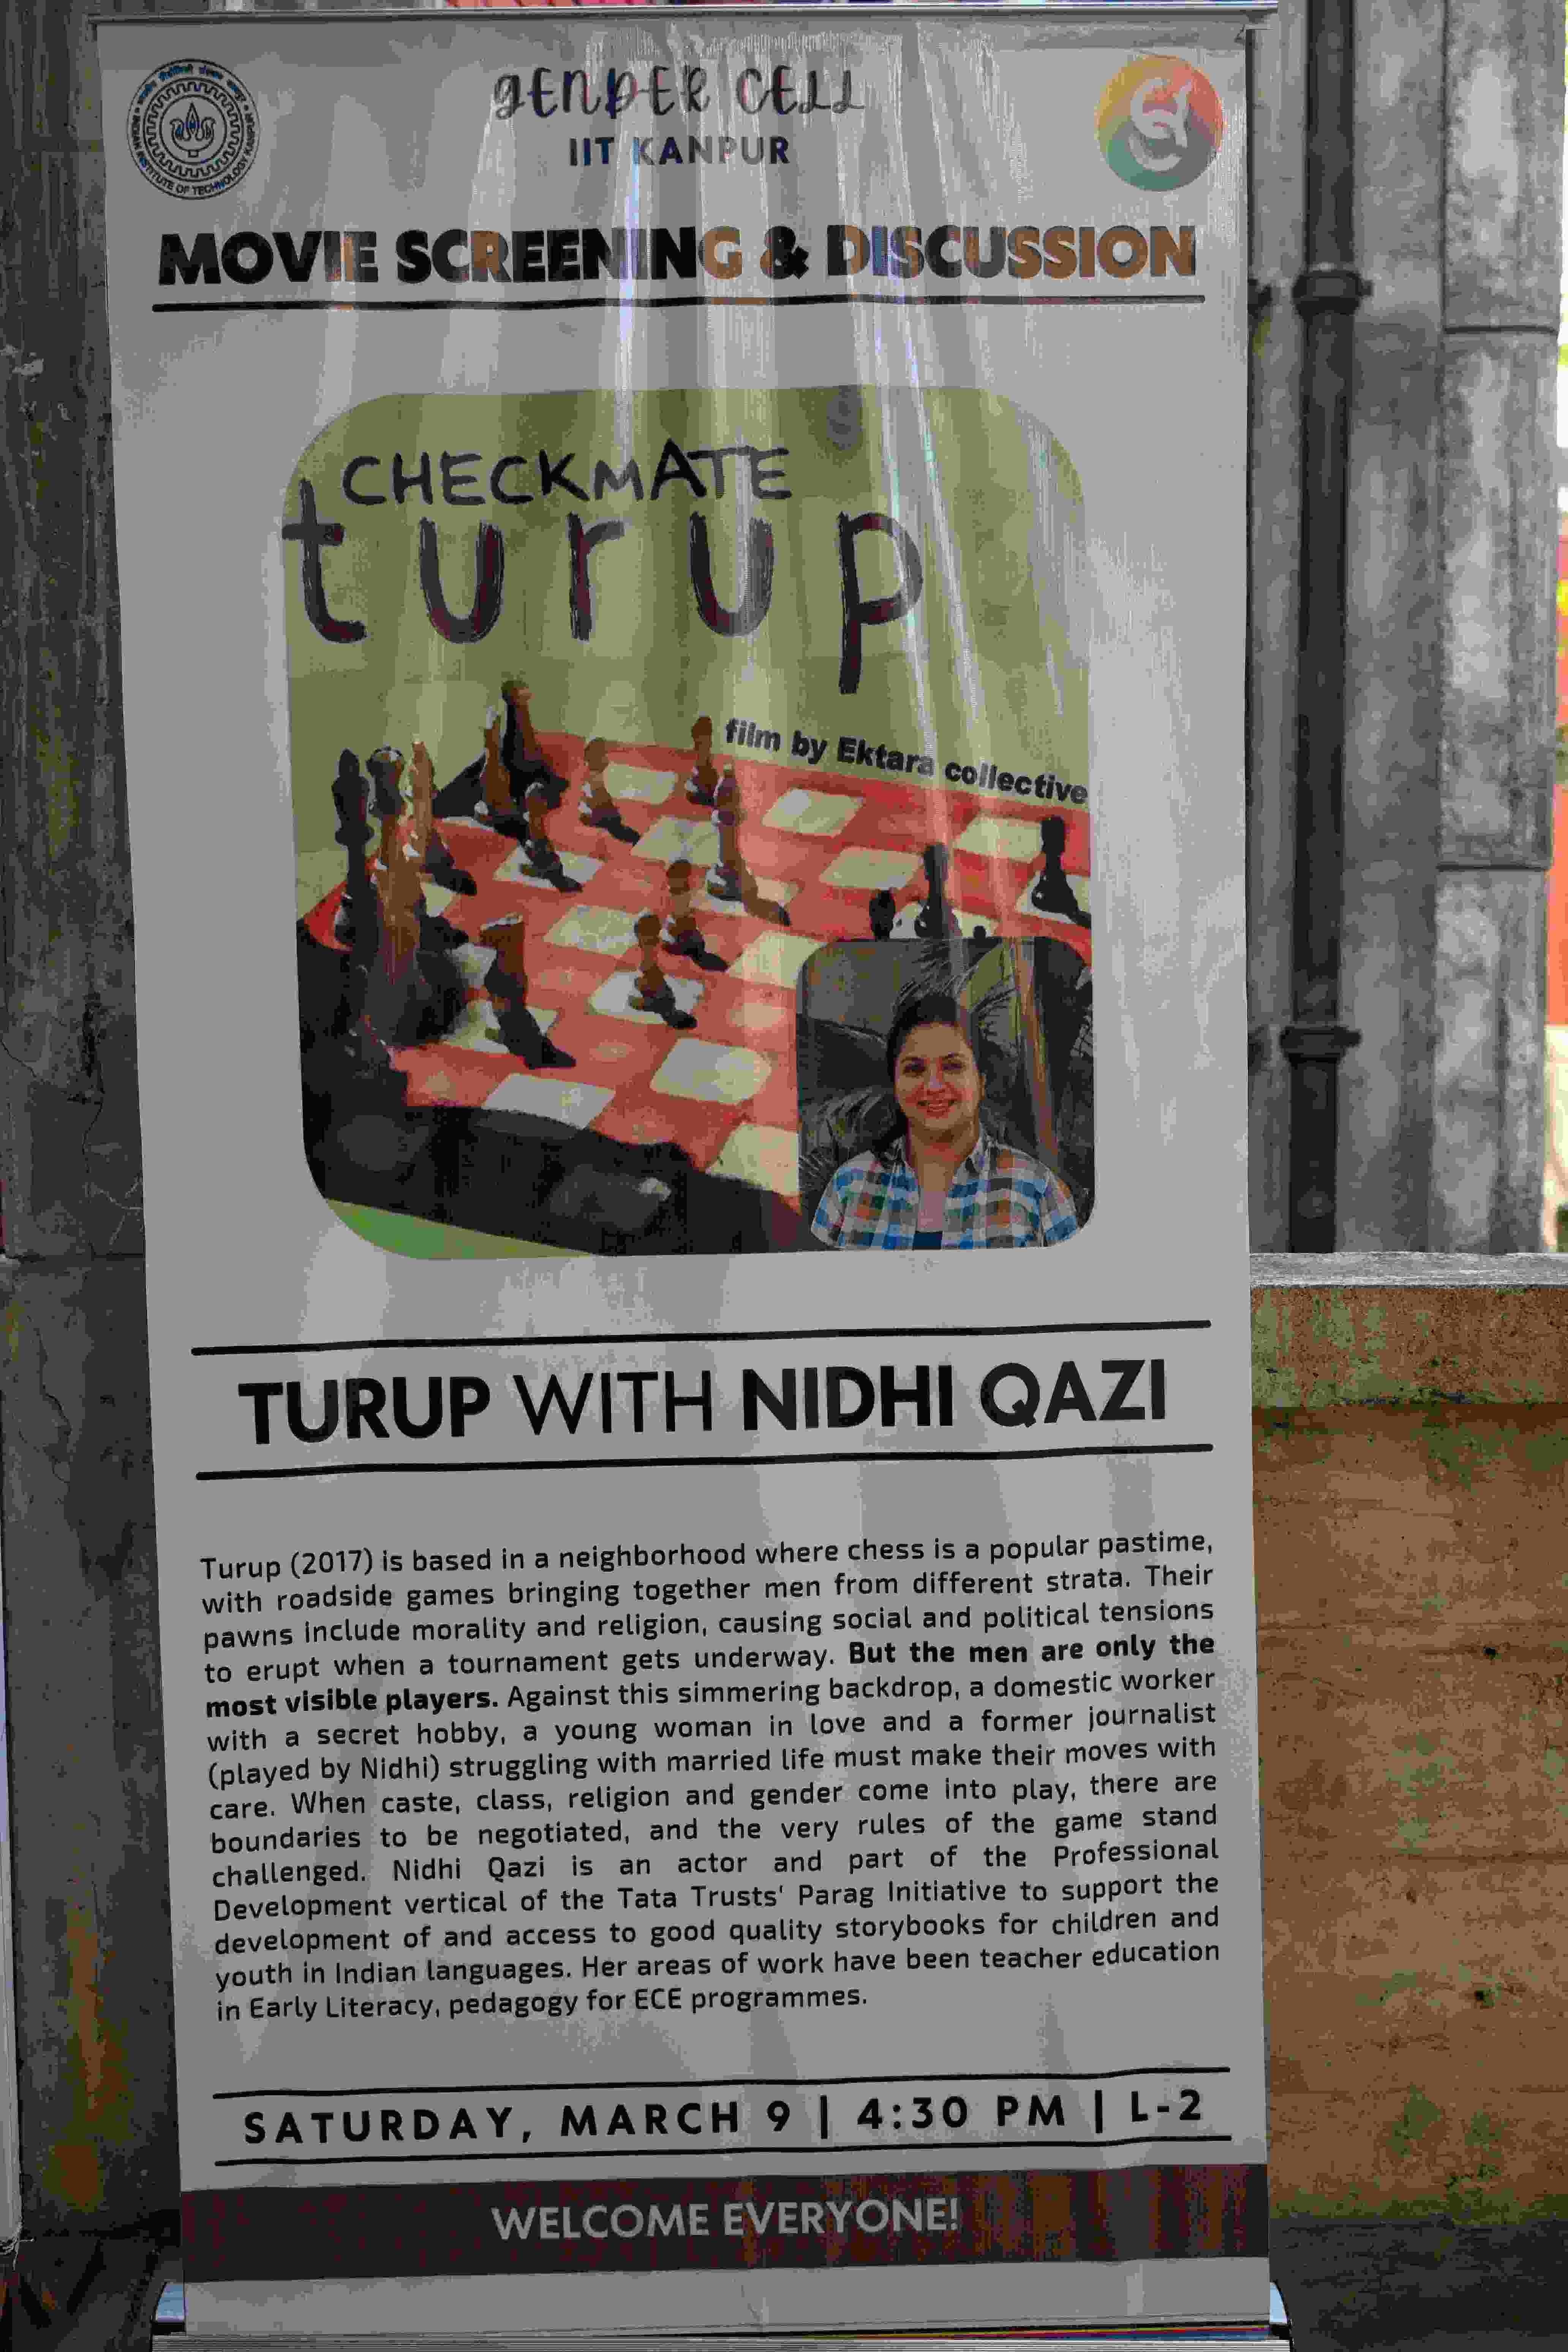 gENDER CELL
IIT KANPUR
INDIAN INSTITUTE OF TECHNOLOGY KANPUR
MOVIE SCREENING & DISCUSSION
CHECKMATE
turup
film by Ektara collective
TURUP WITH NIDHI QAZI
Turup (2017) is based in a neighborhood where chess is a popular pastime,
with roadside games bringing together men from different strata. Their
pawns include morality and religion, causing social and political tensions
to erupt when a tournament gets underway. But the men are only the
most visible players. Against this simmering backdrop, a domestic worker
with a secret hobby, a young woman in love and a former journalist
(played by Nidhi) struggling with married life must make their moves with
care. When caste, class, religion and gender come into play, there are
boundaries to be negotiated, and the very rules of the game stand
challenged. Nidhi Qazi is an actor and part of the Professional
Development vertical of the Tata Trusts' Parag Initiative to support the
development of and access to good quality storybooks for children and
youth in Indian languages. Her areas of work have been teacher education
in Early Literacy, pedagogy for ECE programmes.
SATURDAY, MARCH 9 | 4:30 PM | L-2
WELCOME EVERYONE!